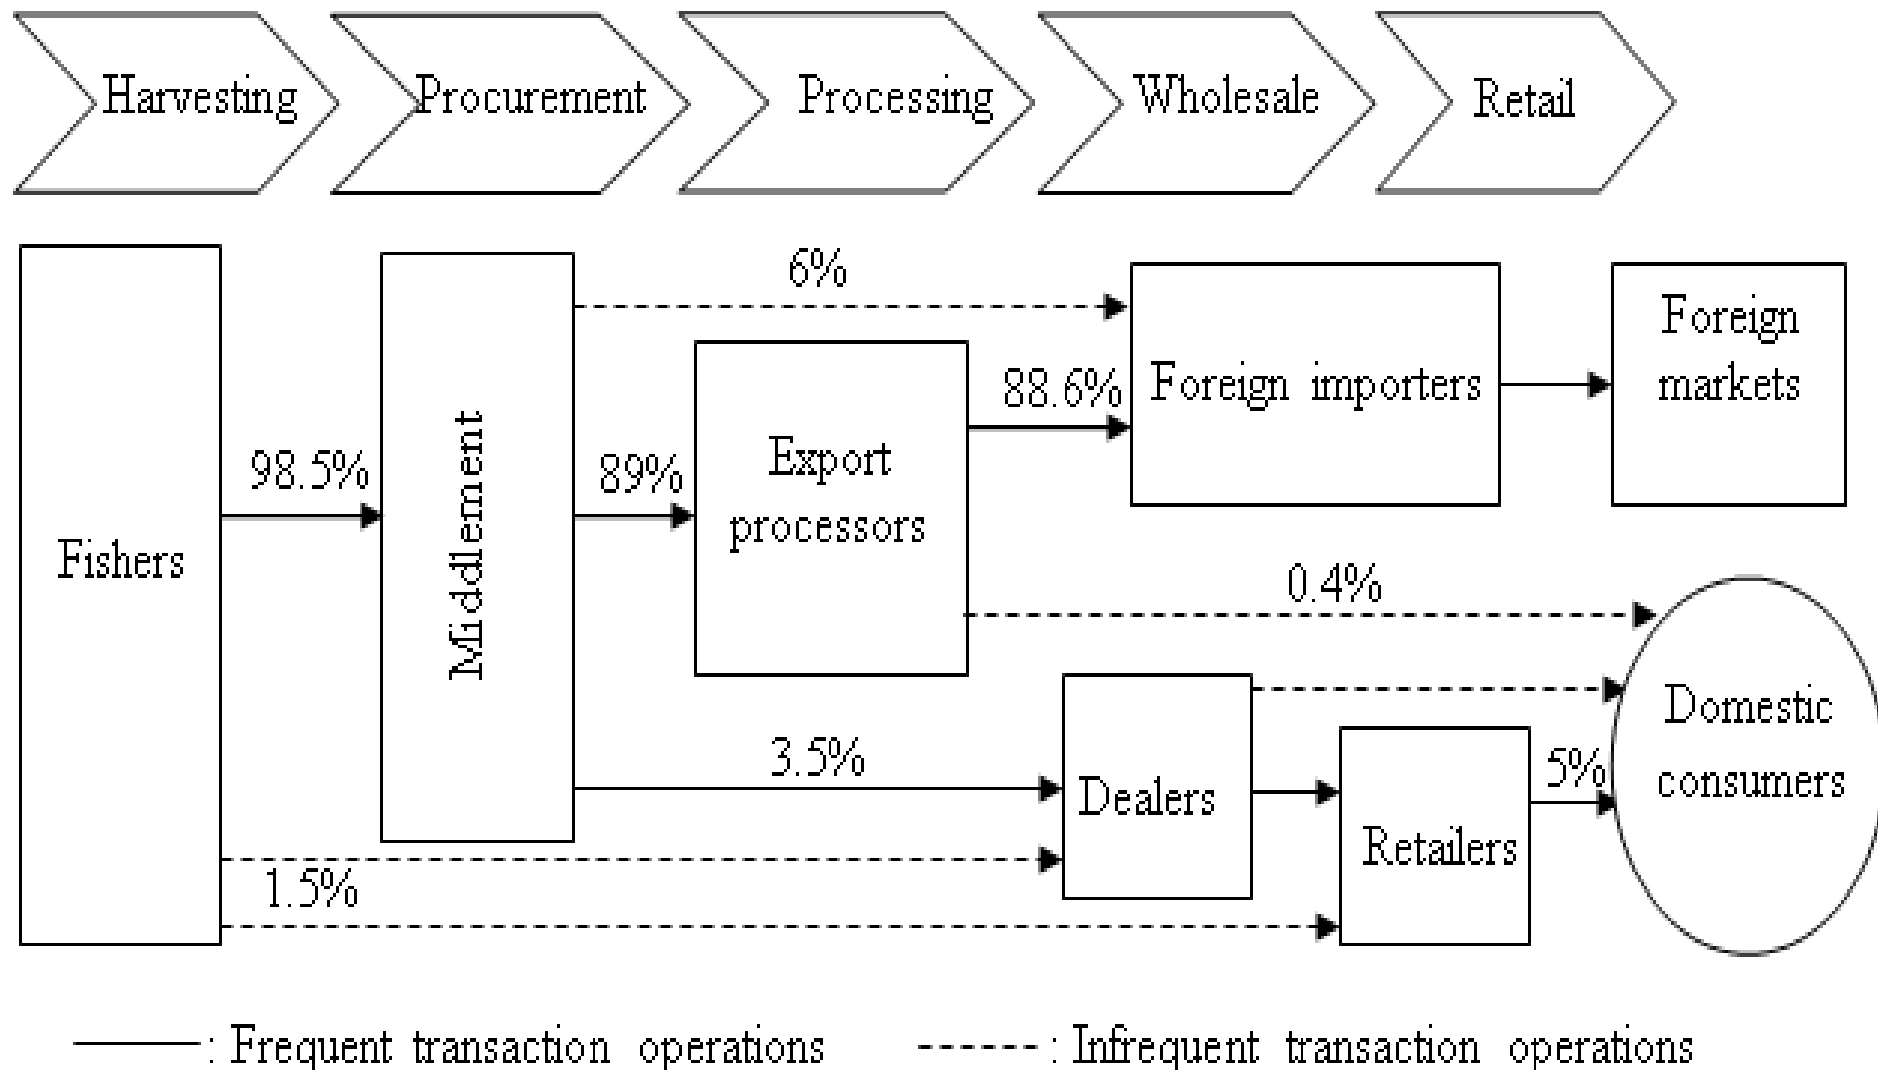 Harvesting
Procurement
Processing
Wholesale
Retail
6%
Foreign importers
Foreign
markets
88.6%
98.5%
89%
Export
processors
Fishers
Middlement
0.4%
Domestic
consumers
3.5%
5%
Dealers
Retailers
1.5%
: Frequent transaction operations
: Infrequent transaction operations